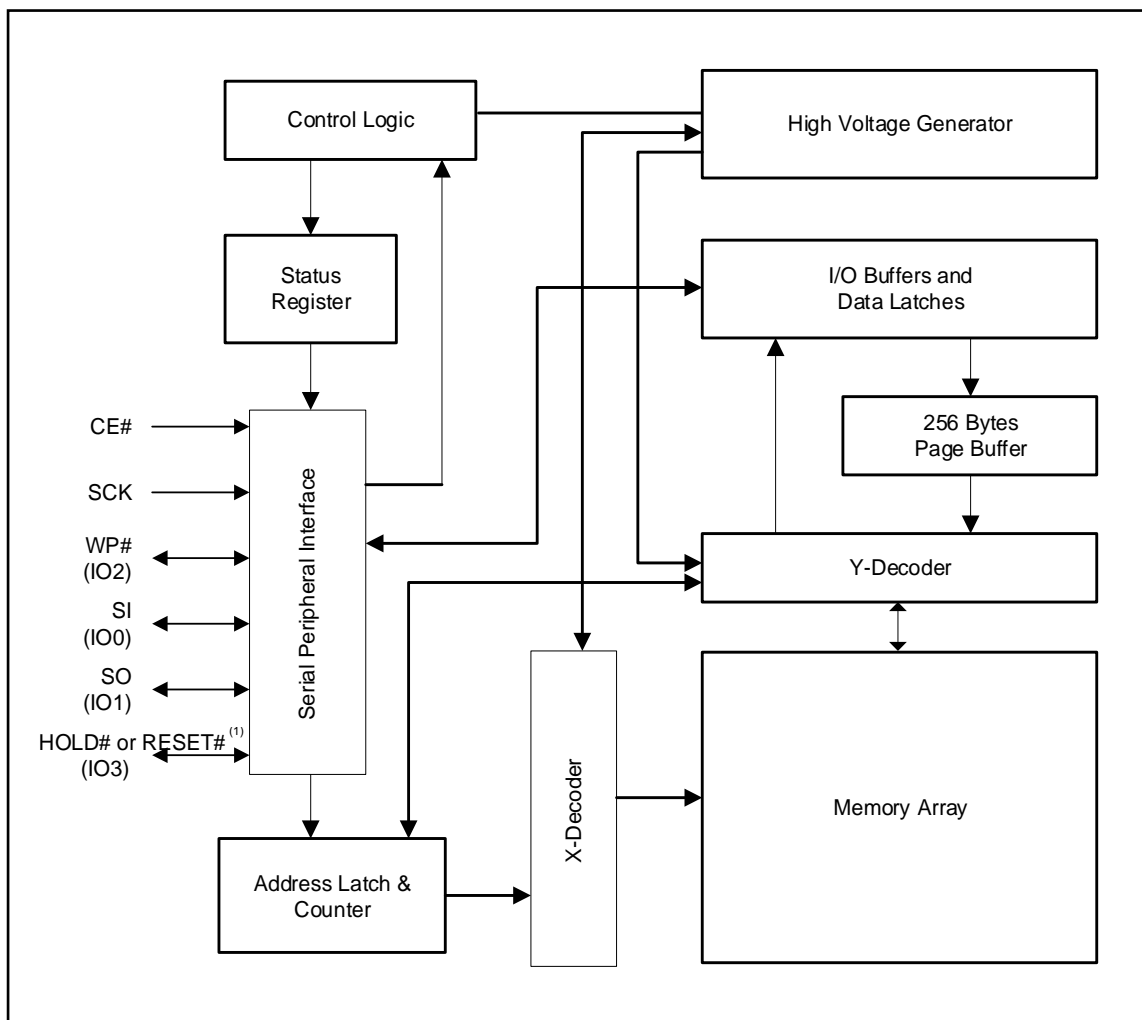 Control Logic
High Voltage Generator
Status
Register
I/O Buffers and
Data Latches
256 Bytes
Page Buffer
Y-Decoder
CE#
SCK
WP#
(IO2)
SI
(IO0)
SO
(IO1)
HOLD# or RESET# (1)
(IO3)
Serial Peripheral Interface
X-Decoder
Memory Array
Address Latch &
Counter